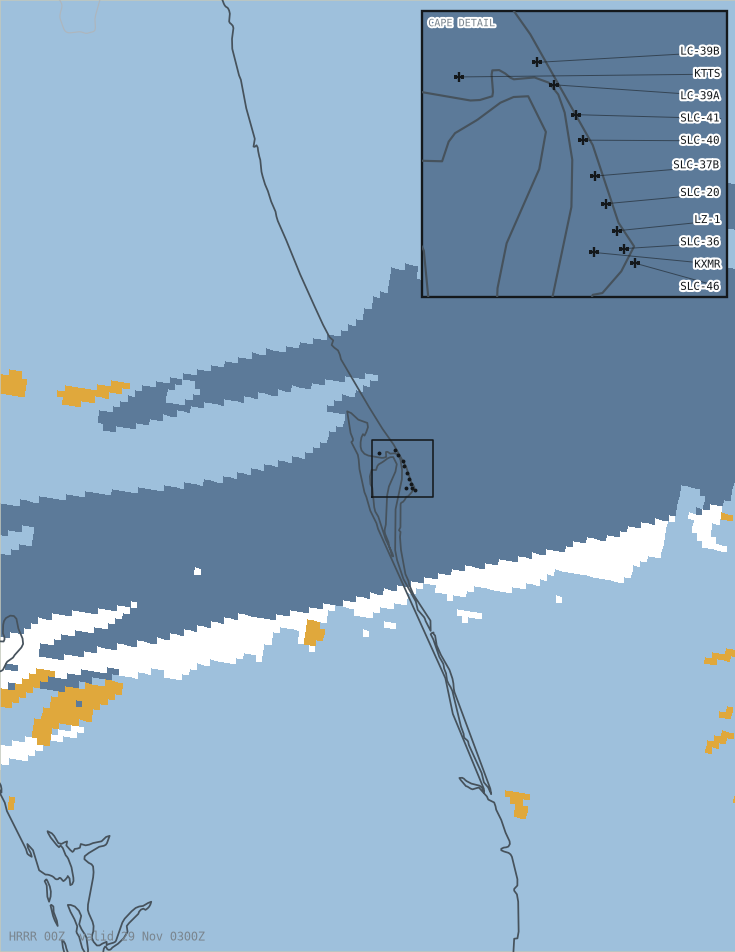 CAPE DETAIL
LC-39B
KTTS
LC-39A
SLC-41
SLC-40
SLC-37B
SLC-20
LZ-1
SLC-36
KXMR
SLC-46
HRRR 00Z valid 29 Nov 0300Z